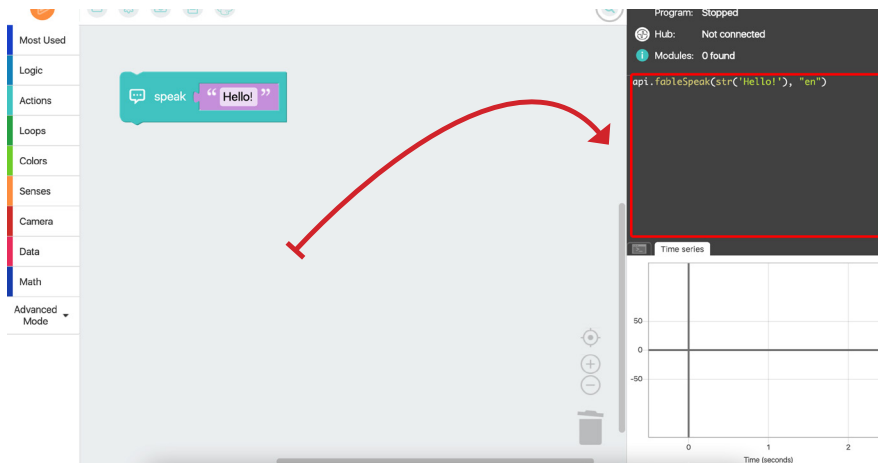 Most Used
Logic
Actions
Loops
Colors
Senses
Camera
Data
Math
Advanced
Mode
speak “ Hello! ”
Program: Stopped
Hub: Not connected
i Modules: 0 found
api.fableSpeak(str('Hello!'), "en")
Time series
50
0
-50
0 1 2
Time (seconds)